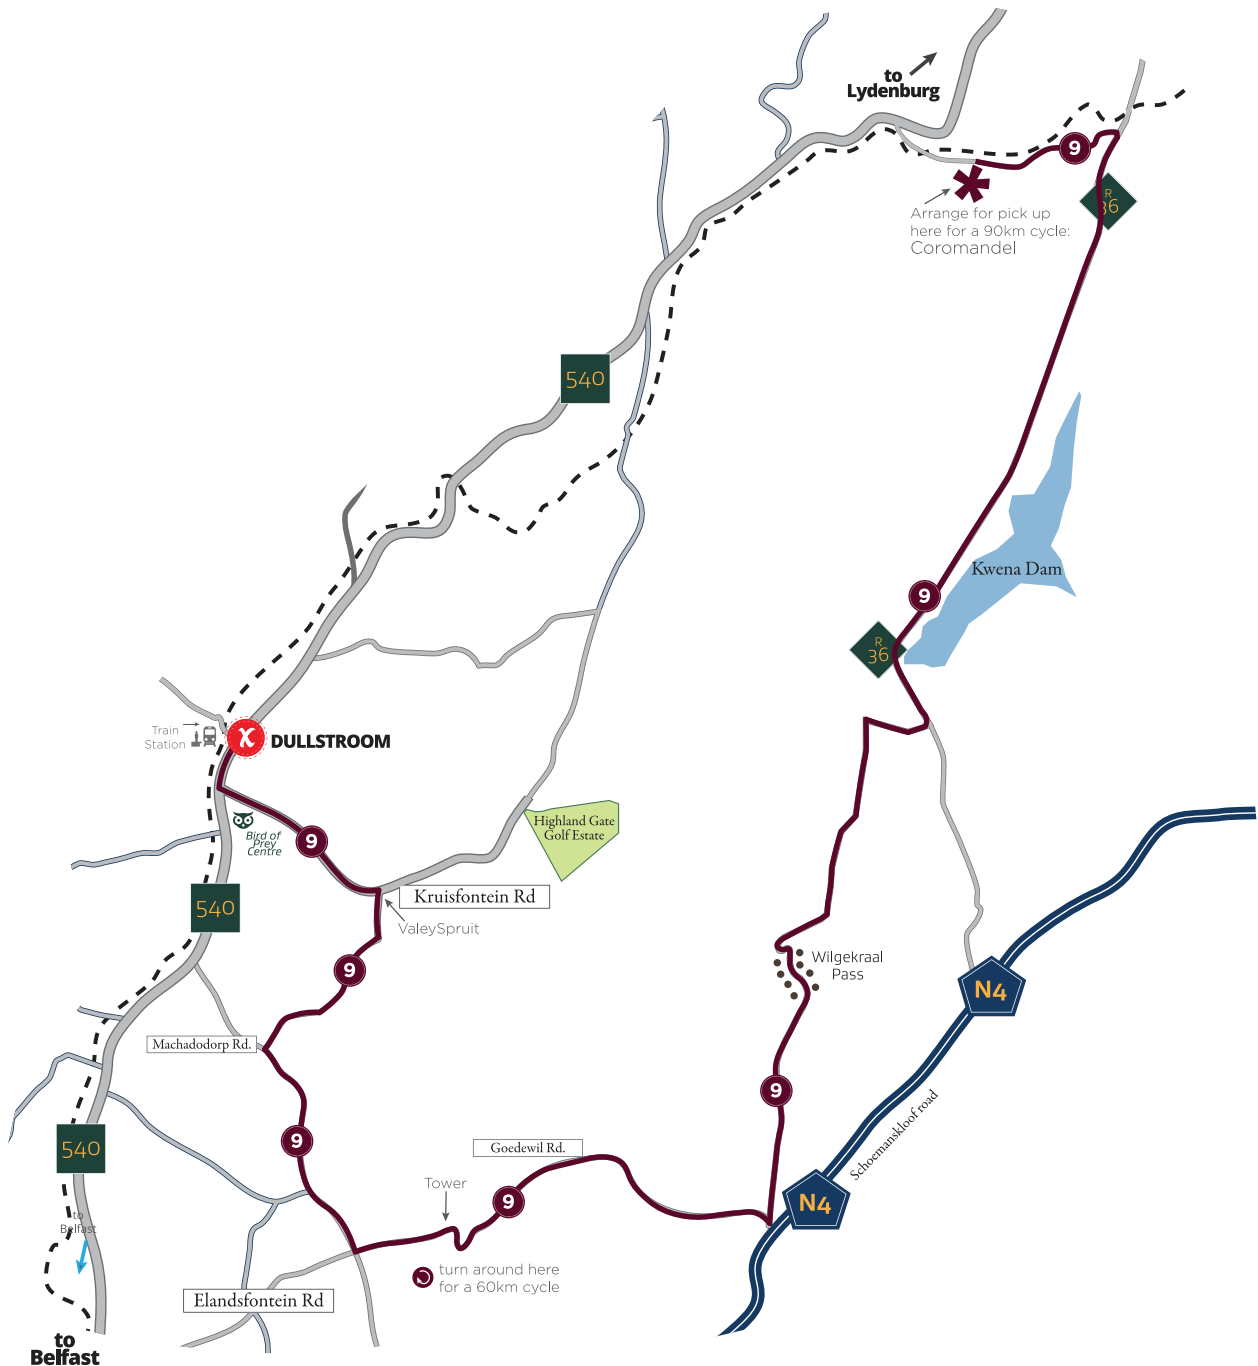 to
Lydenburg
9
R
36
Arrange for pick up
here for a 90km cycle:
Coromandel
540
Kwena Dam
9
R
36
Train
Station
DULLSTROOM
Bird of
Prey
Centre
9
Highland Gate
Golf Estate
Kruisfontein Rd
540
ValeySpruit
9
Wilgekraal
Pass
N4
Machadodorp Rd.
9
9
Schoemanskloof road
540
Goedewil Rd.
Tower
9
N4
to
Belfast
turn around here
for a 60km cycle
Elandsfontein Rd
to
Belfast